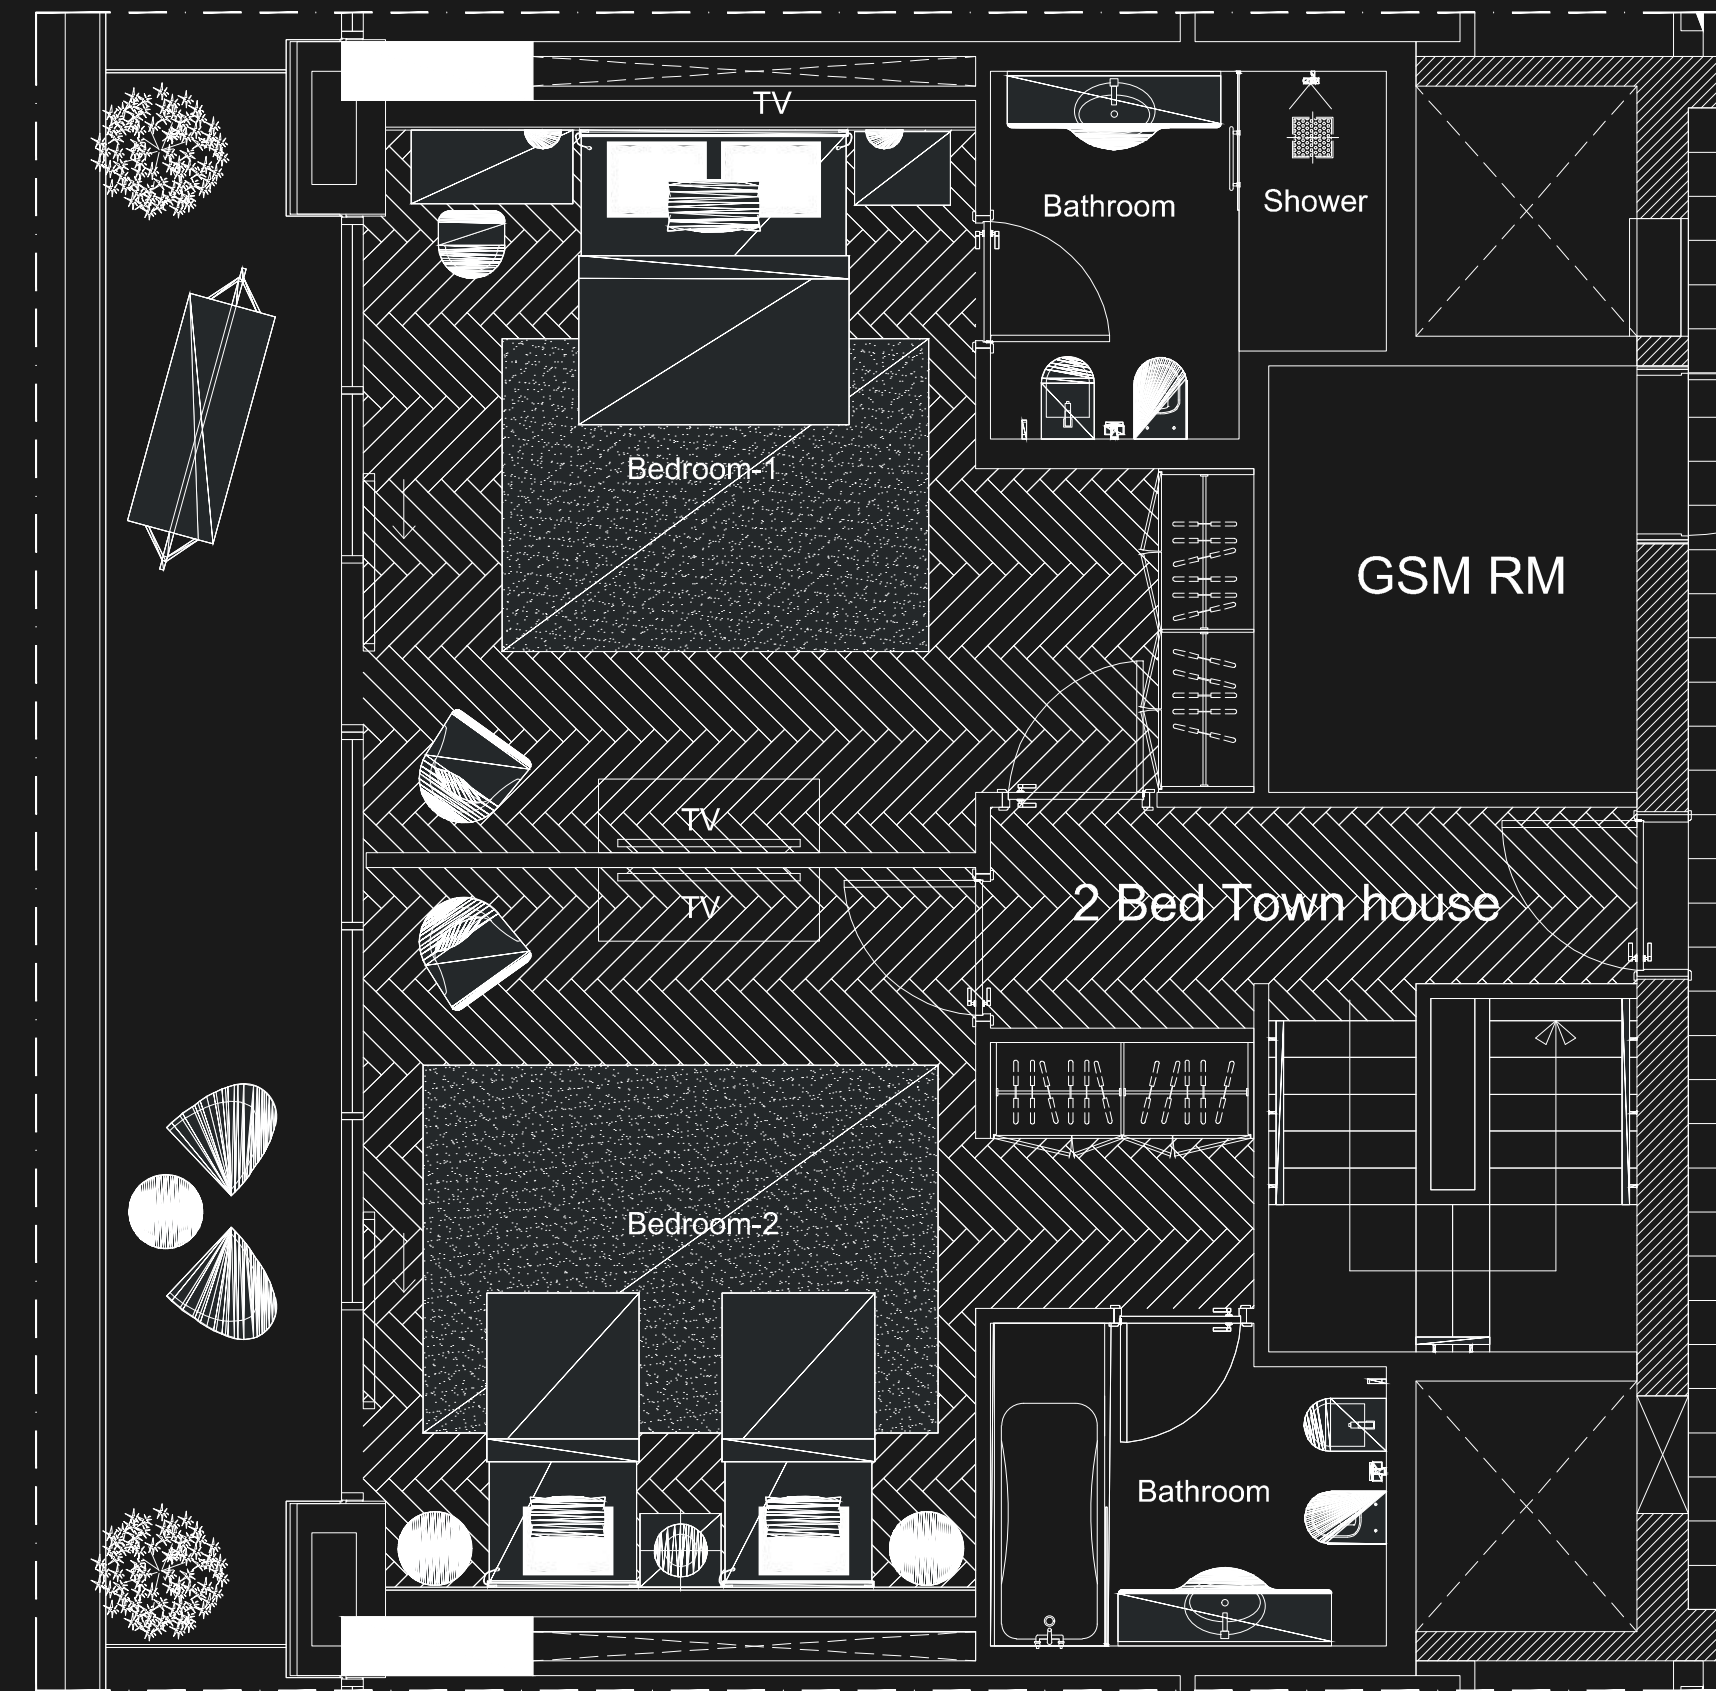 TV
Bathroom
Shower
Bedroom-1
GSM RM
TV
TV
2 Bed Town house
Bedroom-2
Bathroom